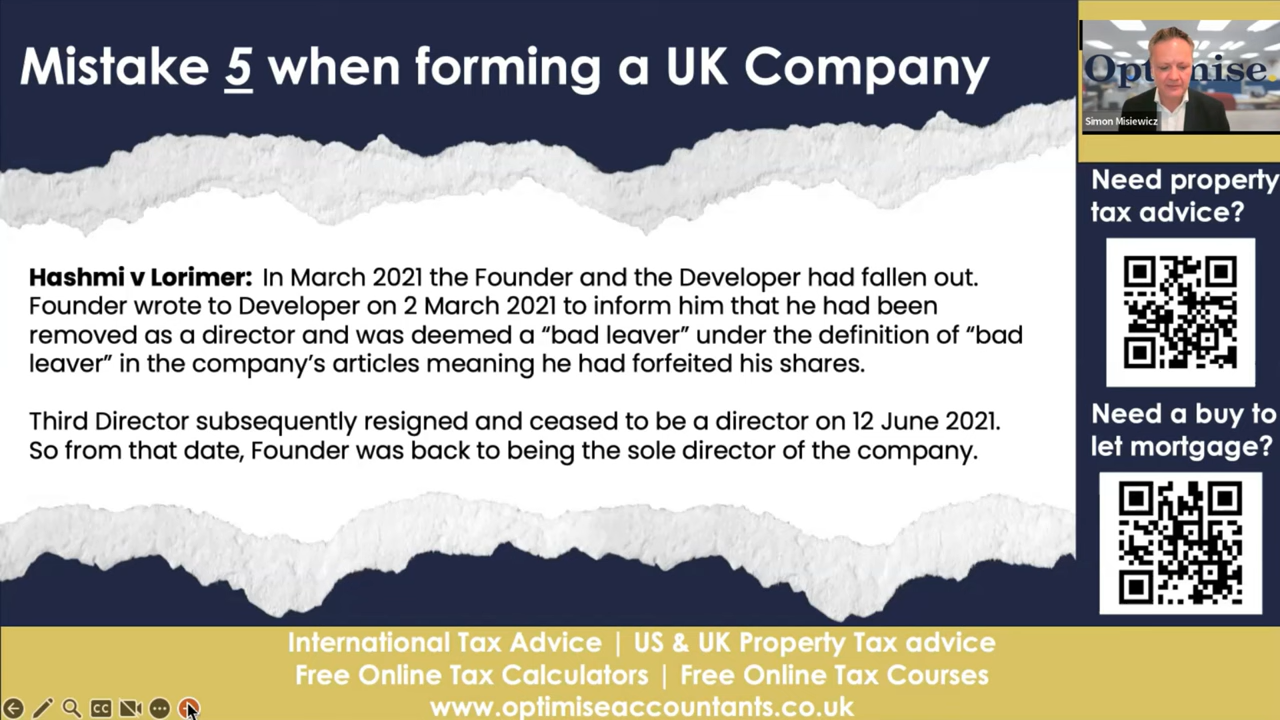 Mistake 5 when forming a UK Company
Hashmi v Lorimer: In March 2021 the Founder and the Developer had fallen out.
Founder wrote to Developer on 2 March 2021 to inform him that he had been
removed as a director and was deemed a “bad leaver” under the definition of “bad
leaver” in the company’s articles meaning he had forfeited his shares.
Third Director subsequently resigned and ceased to be a director on 12 June 2021.
So from that date, Founder was back to being the sole director of the company.
Simon Misiewicz
Need property
tax advice?
Need a buy to
let mortgage?
International Tax Advice | US & UK Property Tax advice
Free Online Tax Calculators | Free Online Tax Courses
www.optimiseaccountants.co.uk
CC